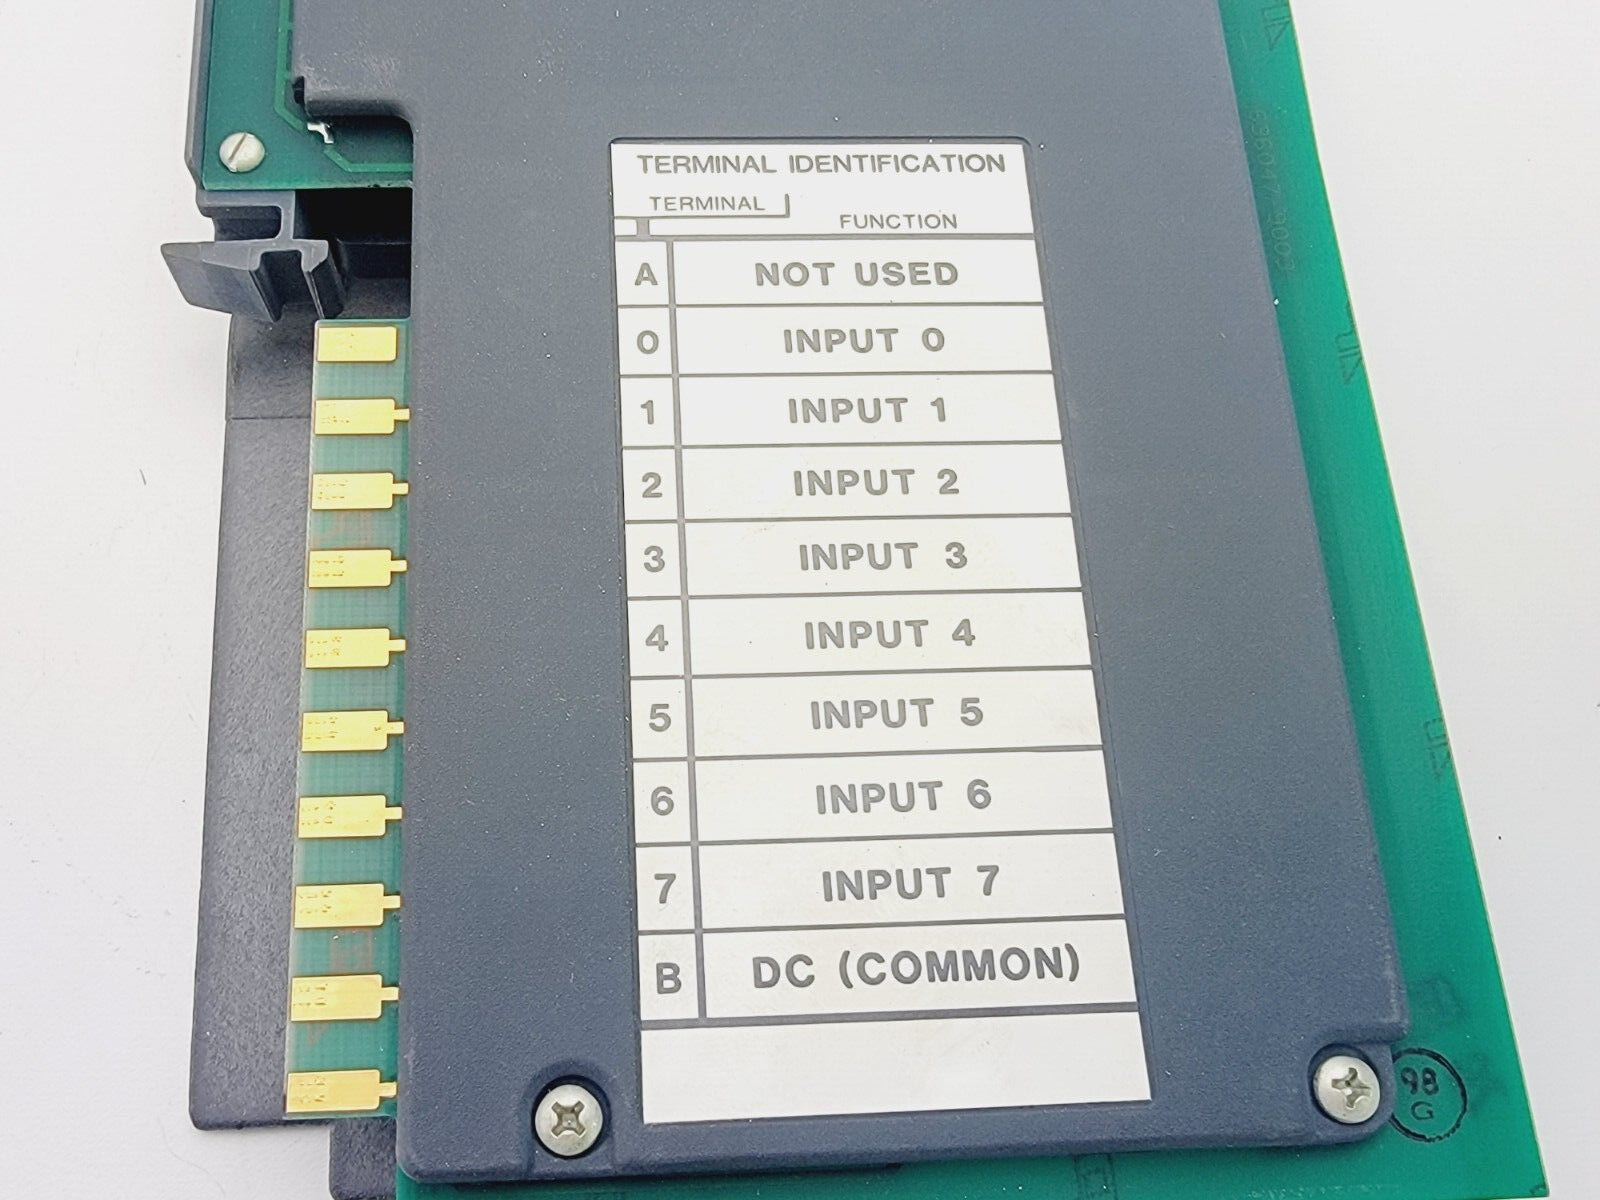 TERMINAL IDENTIFICATION
TERMINAL
FUNCTION
A NOT USED
0 INPUT 0
1 INPUT 1
2 INPUT 2
3 INPUT 3
4 INPUT 4
5 INPUT 5
6 INPUT 6
7 INPUT 7
B DC (COMMON)
98
G